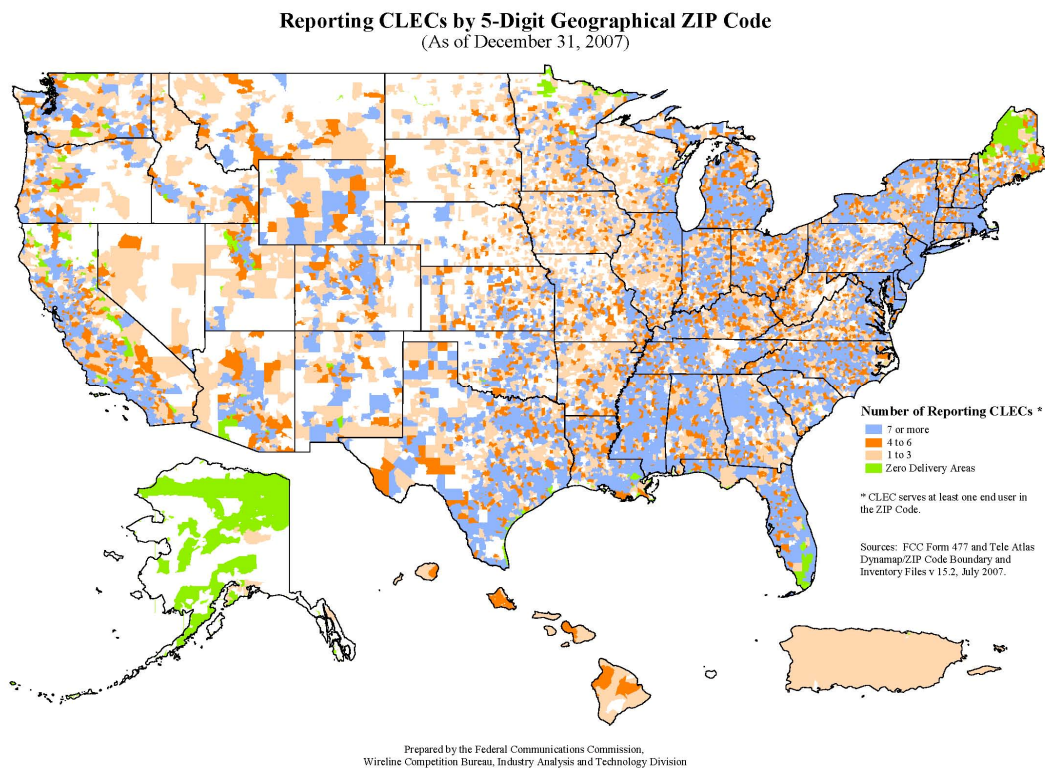 Reporting CLECs by 5-Digit Geographical ZIP Code
(As of December 31, 2007)
Number of Reporting CLECs *
7 or more
4 to 6
1 to 3
Zero Delivery Areas
* CLEC serves at least one end user in
the ZIP Code.
Sources: FCC Form 477 and Tele Atlas
Dynamap/ZIP Code Boundary and
Inventory Files v 15.2, July 2007.
Prepared by the Federal Communications Commission,
Wireline Competition Bureau, Industry Analysis and Technology Division